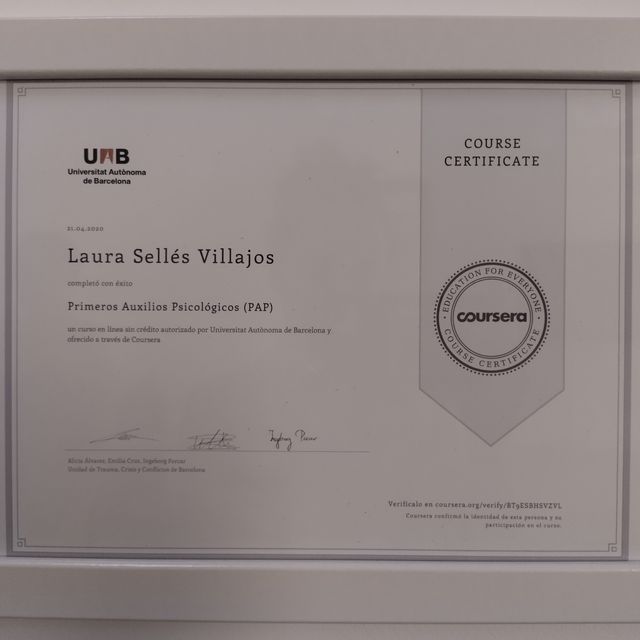 UAB
Universitat Autònoma
de Barcelona
21.04.2020
Laura Sellés Villajos
completó con éxito
Primeros Auxilios Psicológicos (PAP)
un curso en línea sin crédito autorizado por Universitat Autònoma de Barcelona y
ofrecido a través de Coursera
Alicia Álvarez, Emilia Cruz, Ingeborg Porcar
Unidad de Trauma, Crisis y Conflictos de Barcelona
COURSE
CERTIFICATE
EDUCATION FOR EVERYONE
coursera
COURSE CERTIFICATE
Verifícalo en coursera.org/verify/BT9ESBHSVZVL
Coursera confirmó la identidad de esta persona y su
participación en el curso.